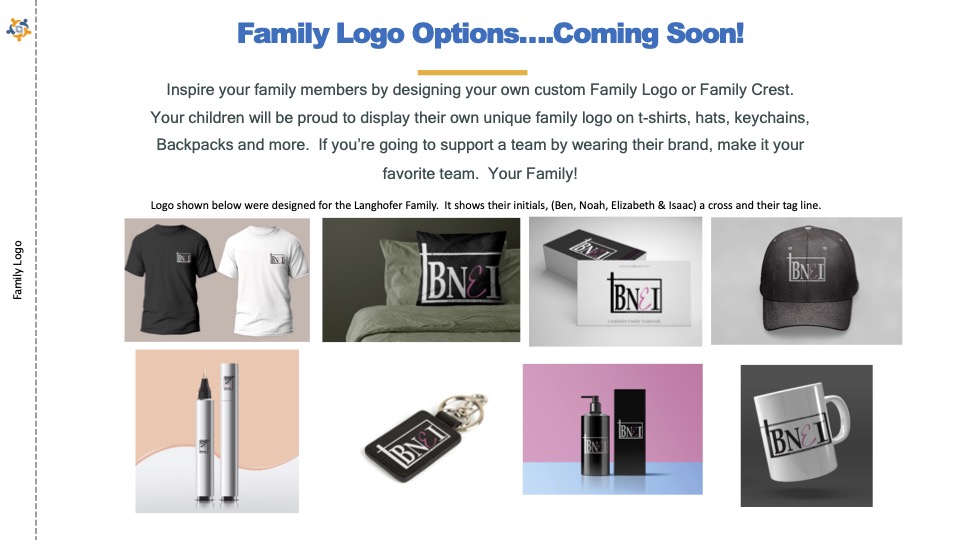 Family Logo Options….Coming Soon!
Inspire your family members by designing your own custom Family Logo or Family Crest.
Your children will be proud to display their own unique family logo on t-shirts, hats, keychains,
Backpacks and more.  If you’re going to support a team by wearing their brand, make it your
favorite team.  Your Family!
Logo shown below were designed for the Langhofer Family.  It shows their initials, (Ben, Noah, Elizabeth & Isaac) a cross and their tag line.
Family Logo
BNEI
BNEI
BNEI
BNEI
BNEI
BNEI
BNEI
BNEI
BNEI
BNEI